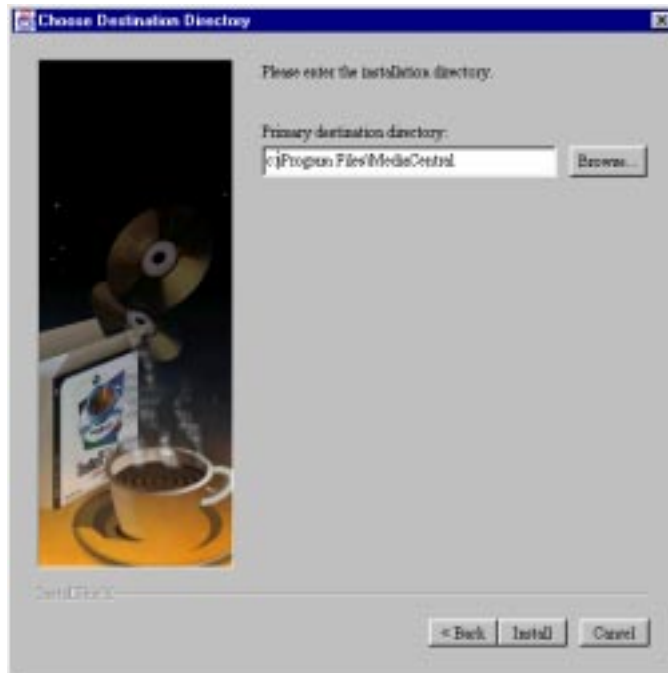 Choose Destination Directory
Please enter the installation directory.
Primary destination directory:
c:\Program Files\MediaCentral
Browse...
< Back
Install
Cancel